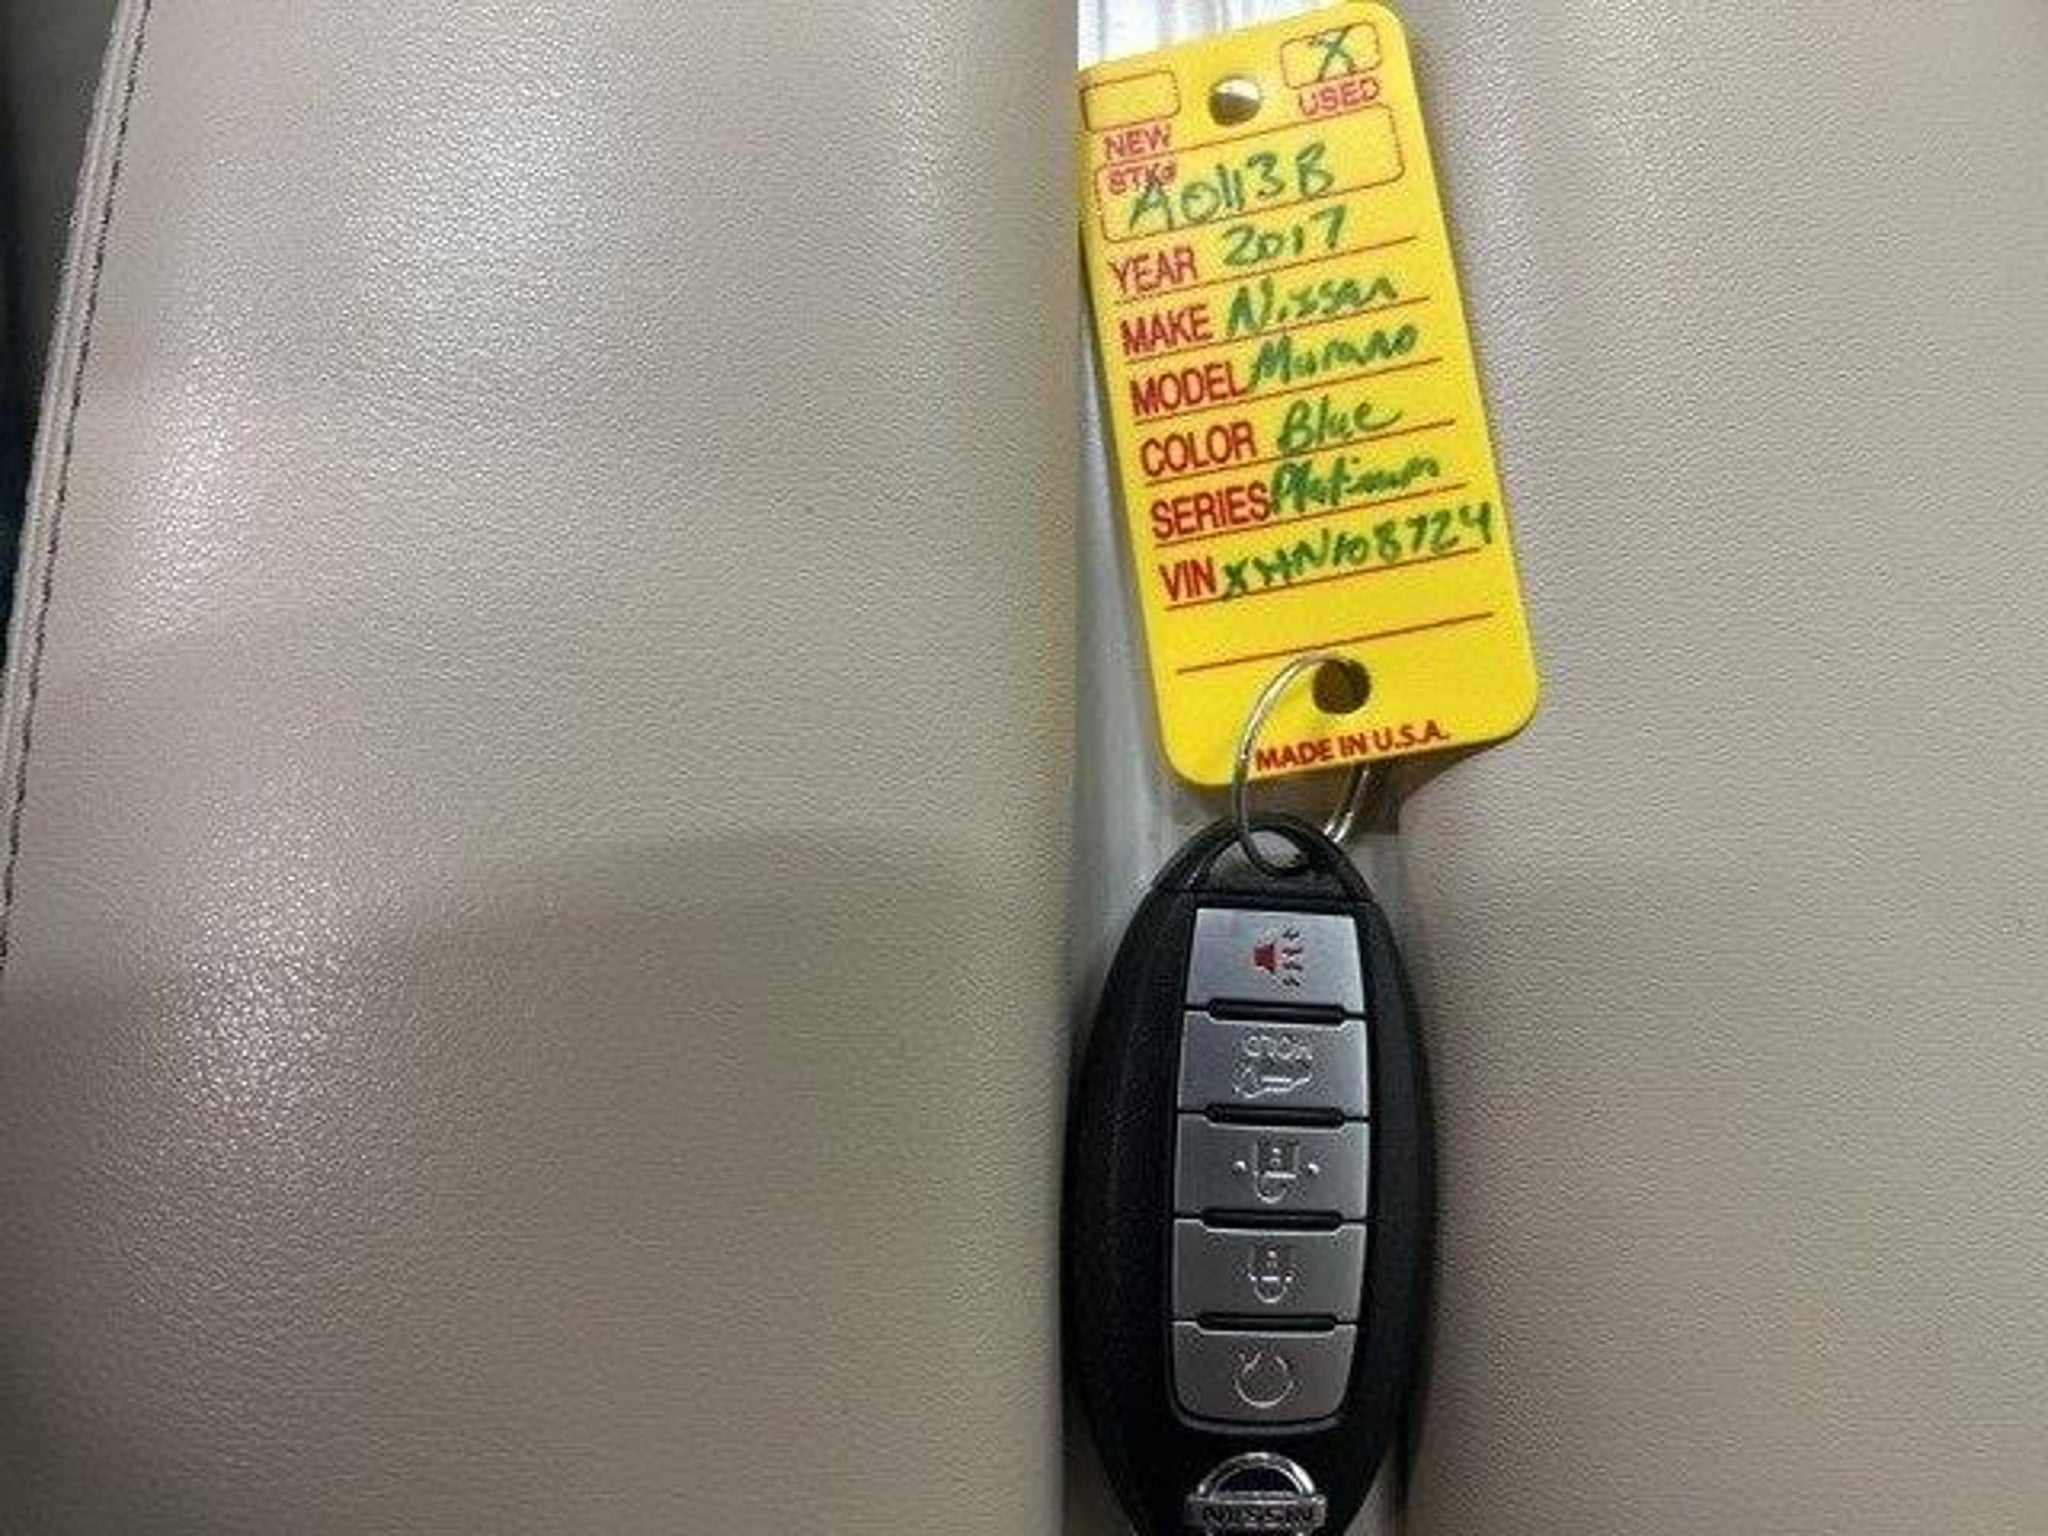 X
NEW USED
STK#
A0113B
YEAR 2017
MAKE Nissan
MODEL Murano
COLOR Blue
SERIES Platinum
VIN XHN108724
MADE IN U.S.A.
HOLD
NISSAN